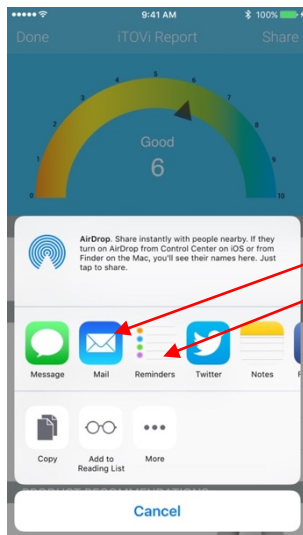 9:41 AM 100%
Done iTOVi Report Share
0 1 2 3 4 5 6 7 8 9 10
Good
6
AirDrop. Share instantly with people nearby. If they
turn on AirDrop from Control Center on iOS or from
Finder on the Mac, you'll see their names here. Just
tap to share.
Message Mail Reminders Twitter Notes
Copy Add to
Reading List More
PRODUCT RECOMMENDATIONS
Cancel